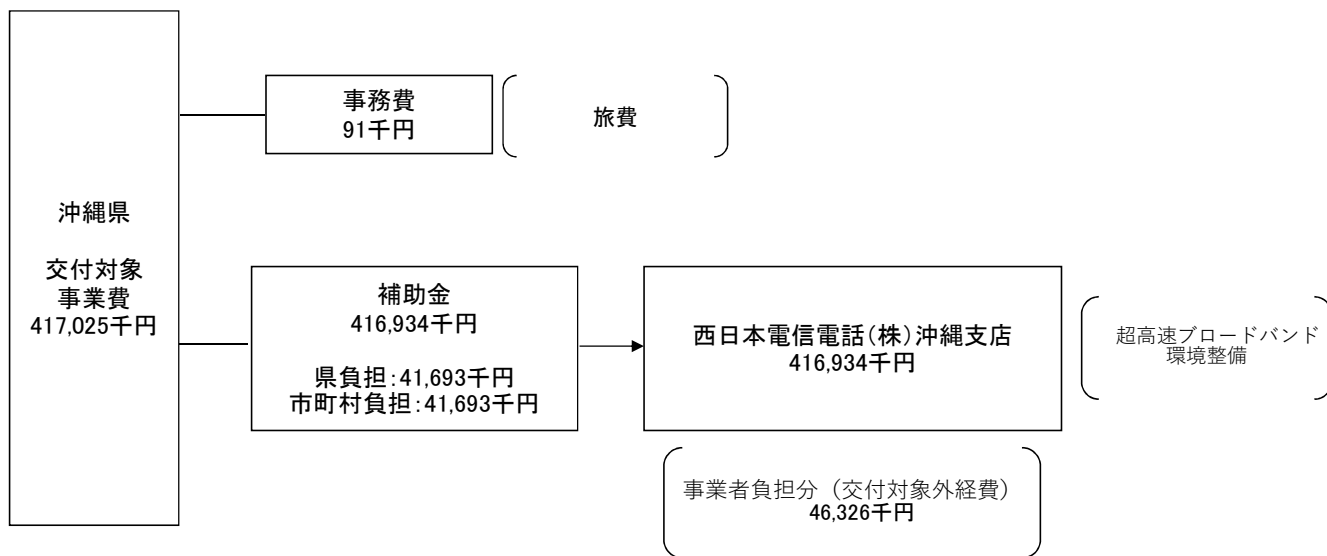 沖縄県
交付対象
事業費
417,025千円
事務費
91千円
旅費
補助金
416,934千円
県負担：41,693千円
市町村負担：41,693千円
西日本電信電話（株）沖縄支店
416,934千円
超高速ブロードバンド
環境整備
事業者負担分（交付対象外経費）
46,326千円